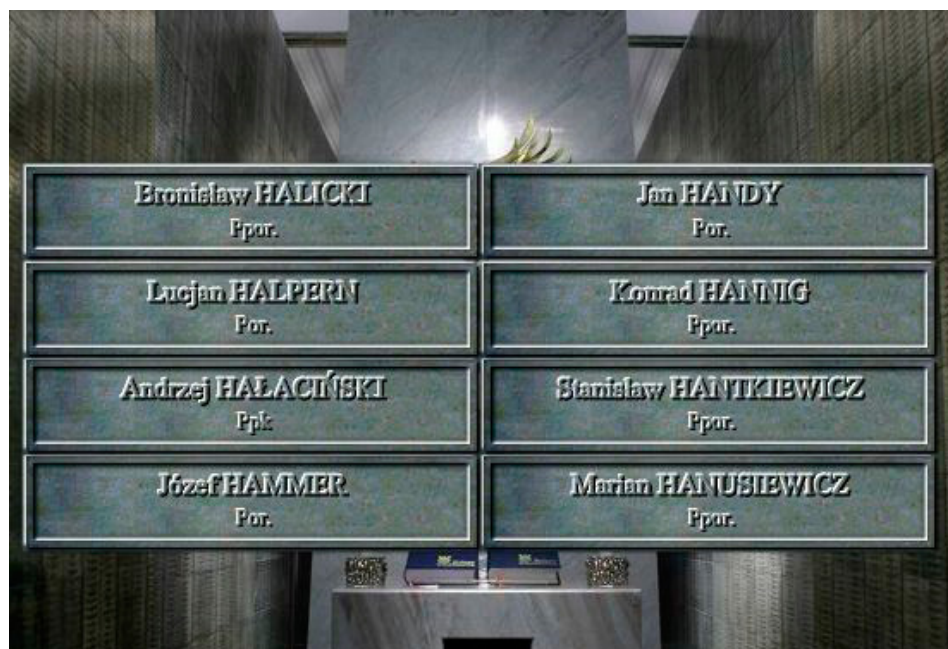 Bronisław HALICKI
Ppor.
Lucjan HALPERN
Por.
Andrzej HAŁACIŃSKI
Ppk
Józef HAMMER
Por.
Jan HANDY
Por.
Konrad HANNIG
Ppor.
Stanisław HANTKIEWICZ
Ppor.
Marian HANUSIEWICZ
Ppor.